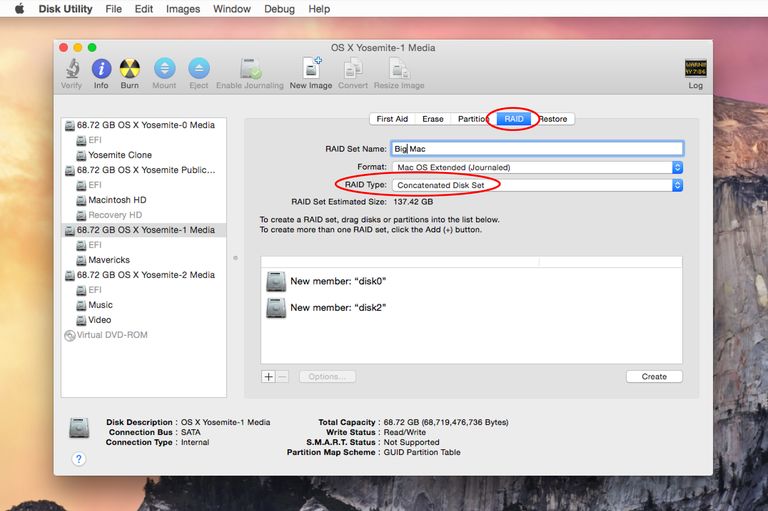 Disk Utility File Edit Images Window Debug Help
OS X Yosemite-1 Media
Verify Info Burn Mount Eject Enable Journaling New Image Convert Resize Image Log
WARNIN
AY 7:86
First Aid Erase Partition RAID Restore
68.72 GB OS X Yosemite-0 Media
EFI
Yosemite Clone
68.72 GB OS X Yosemite Public...
Macintosh HD
Recovery HD
68.72 GB OS X Yosemite-1 Media
EFI
Mavericks
68.72 GB OS X Yosemite-2 Media
EFI
Music
Video
Virtual DVD-ROM
RAID Set Name: Big Mac
Format: Mac OS Extended (Journaled)
RAID Type: Concatenated Disk Set
RAID Set Estimated Size: 137.42 GB
To create a RAID set, drag disks or partitions into the list below.
To create more than one RAID set, click the Add (+) button.
New member: “disk0”
New member: “disk2”
+ − Options... Create
Disk Description : OS X Yosemite-1 Media
Connection Bus : SATA
Connection Type : Internal
Total Capacity : 68.72 GB (68,719,476,736 Bytes)
Write Status : Read/Write
S.M.A.R.T. Status : Not Supported
Partition Map Scheme : GUID Partition Table
?